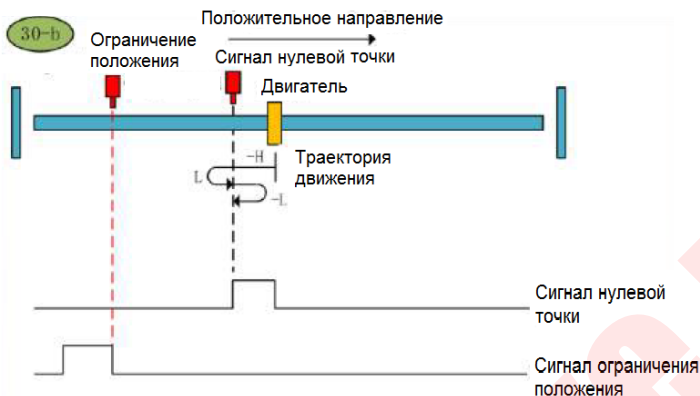 30-b
Положительное направление
Ограничение
положения
Сигнал нулевой точки
Двигатель
-H
Траектория
движения
L
-L
Сигнал нулевой
точки
Сигнал ограничения
положения